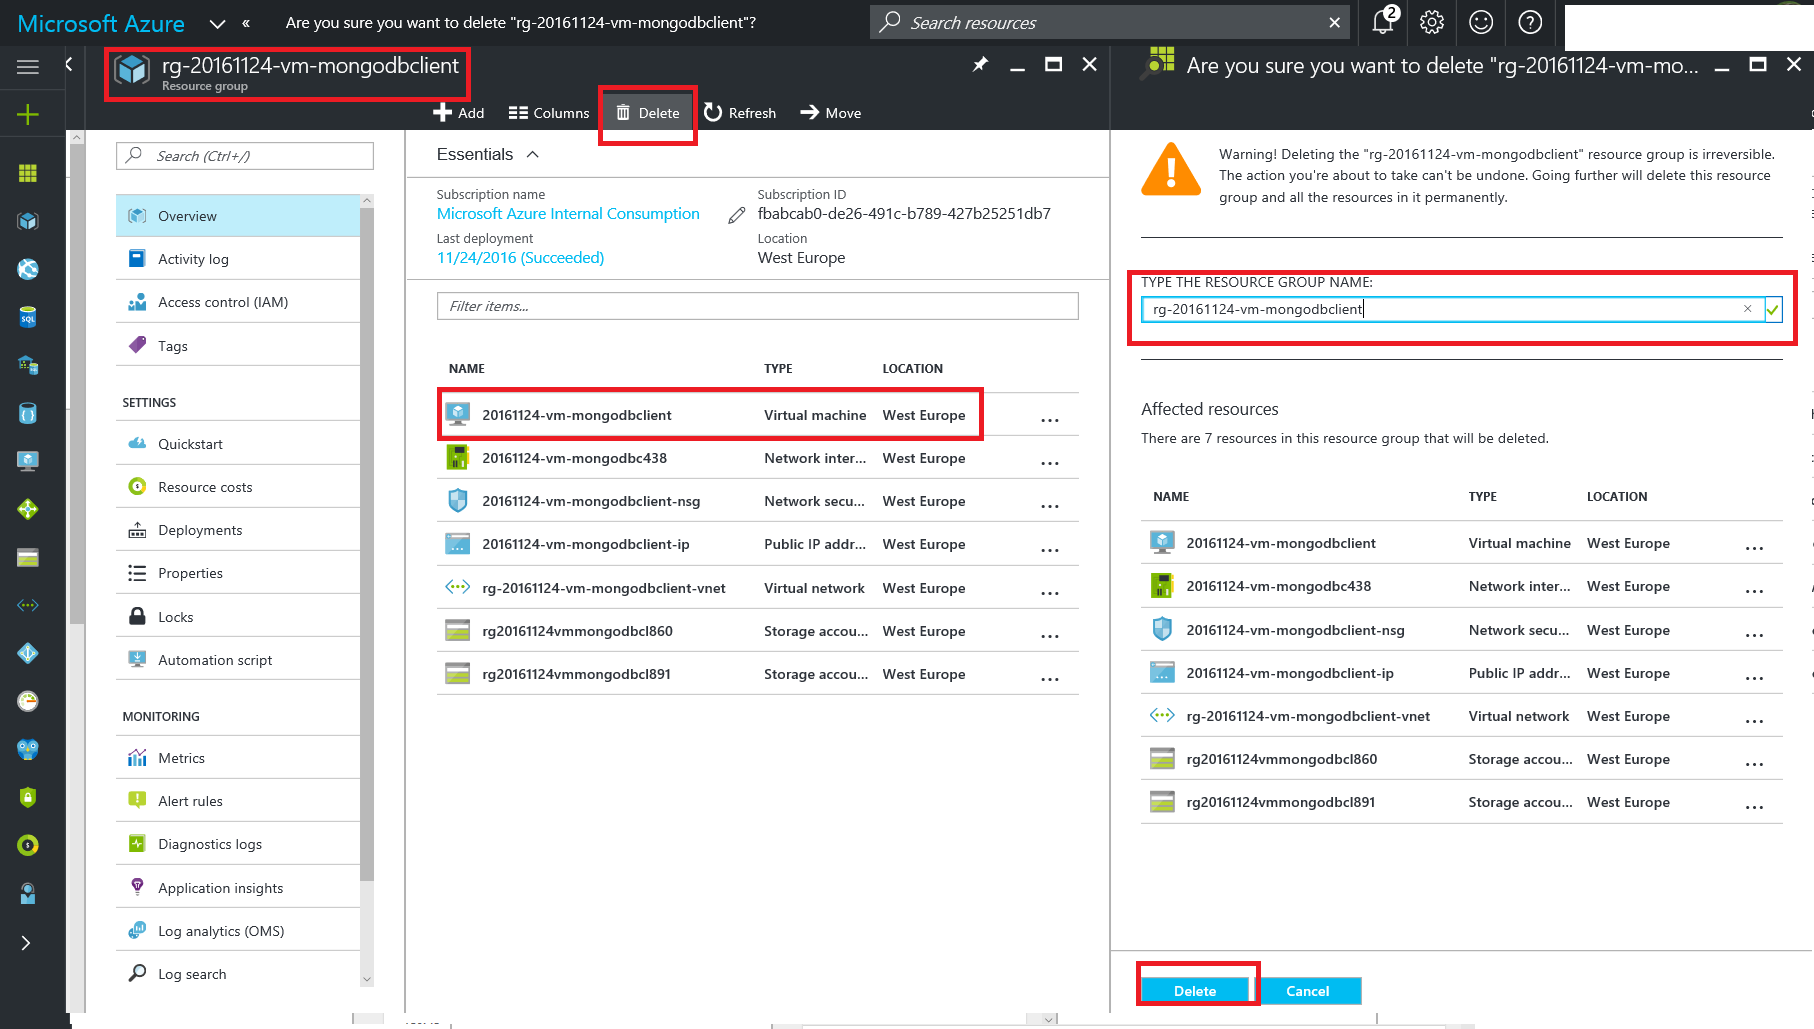 Microsoft Azure
«
Are you sure you want to delete "rg-20161124-vm-mongodbclient"?
Search resources
2
rg-20161124-vm-mongodbclient
Resource group
Add
Columns
Delete
Refresh
Move
Search (Ctrl+/)
Overview
Activity log
Access control (IAM)
Tags
SETTINGS
Quickstart
Resource costs
Deployments
Properties
Locks
Automation script
MONITORING
Metrics
Alert rules
Diagnostics logs
Application insights
Log analytics (OMS)
Log search
Essentials
Subscription name
Microsoft Azure Internal Consumption
Subscription ID
fbabcab0-de26-491c-b789-427b25251db7
Last deployment
11/24/2016 (Succeeded)
Location
West Europe
Filter items...
NAME TYPE LOCATION
20161124-vm-mongodbclient Virtual machine West Europe ...
20161124-vm-mongodbc438 Network inter... West Europe ...
20161124-vm-mongodbclient-nsg Network secu... West Europe ...
20161124-vm-mongodbclient-ip Public IP addr... West Europe ...
rg-20161124-vm-mongodbclient-vnet Virtual network West Europe ...
rg20161124vmmongodbcl860 Storage accou... West Europe ...
rg20161124vmmongodbcl891 Storage accou... West Europe ...
Are you sure you want to delete "rg-20161124-vm-mo...
Warning! Deleting the "rg-20161124-vm-mongodbclient" resource group is irreversible.
The action you're about to take can't be undone. Going further will delete this resource
group and all the resources in it permanently.
TYPE THE RESOURCE GROUP NAME:
rg-20161124-vm-mongodbclient
Affected resources
There are 7 resources in this resource group that will be deleted.
NAME TYPE LOCATION
20161124-vm-mongodbclient Virtual machine West Europe ...
20161124-vm-mongodbc438 Network inter... West Europe ...
20161124-vm-mongodbclient-nsg Network secu... West Europe ...
20161124-vm-mongodbclient-ip Public IP addr... West Europe ...
rg-20161124-vm-mongodbclient-vnet Virtual network West Europe ...
rg20161124vmmongodbcl860 Storage accou... West Europe ...
rg20161124vmmongodbcl891 Storage accou... West Europe ...
Delete
Cancel